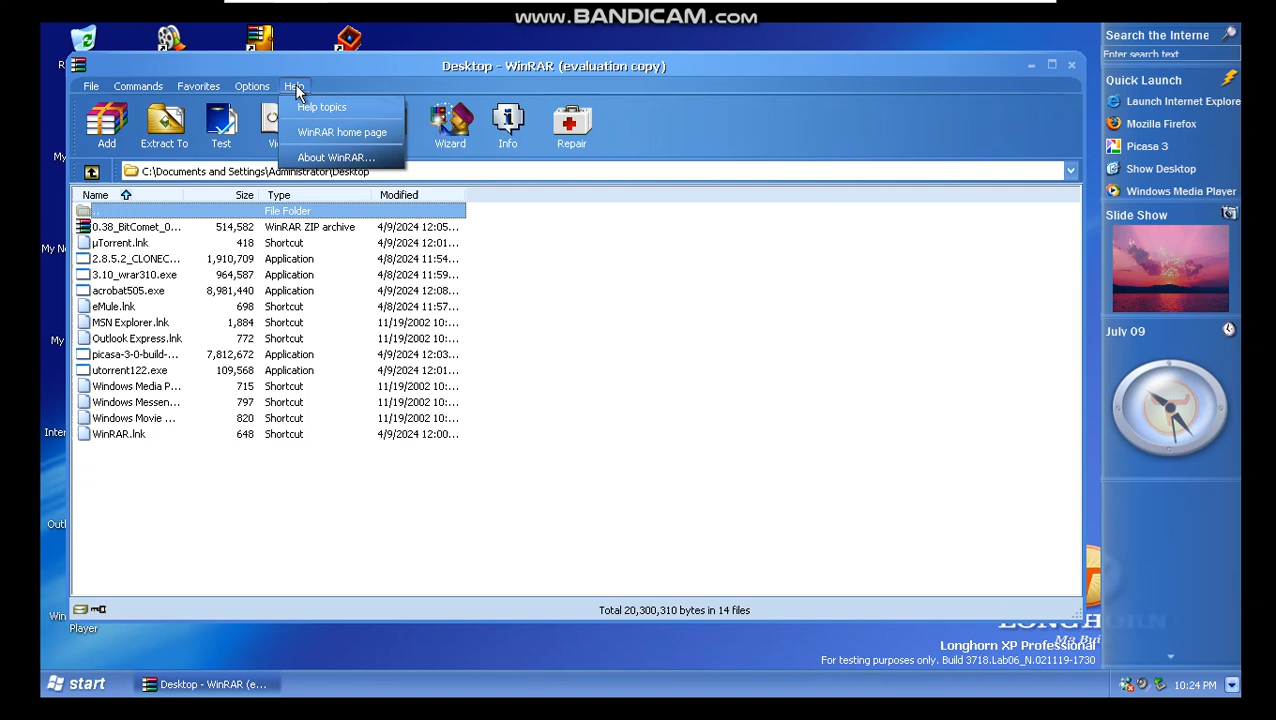 www.BANDICAM.com
Search the Interne
Enter search text
Desktop - WinRAR (evaluation copy)
File Commands Favorites Options Help
Help topics
WinRAR home page
About WinRAR...
Add Extract To Test Wizard Info Repair
C:\Documents and Settings\Administrator\Desktop
Name Size Type Modified
.. File Folder
0.38_BitComet_0... 514,582 WinRAR ZIP archive 4/9/2024 12:05...
µTorrent.lnk 418 Shortcut 4/9/2024 12:01...
2.8.5.2_CLONEC... 1,910,709 Application 4/8/2024 11:54...
3.10_wrar310.exe 964,587 Application 4/8/2024 11:59...
acrobat505.exe 8,981,440 Application 4/9/2024 12:08...
eMule.lnk 698 Shortcut 4/8/2024 11:57...
MSN Explorer.lnk 1,884 Shortcut 11/19/2002 10:...
Outlook Express.lnk 772 Shortcut 11/19/2002 10:...
picasa-3-0-build-... 7,812,672 Application 4/9/2024 12:03...
utorrent122.exe 109,568 Application 4/9/2024 12:01...
Windows Media P... 715 Shortcut 11/19/2002 10:...
Windows Messen... 797 Shortcut 11/19/2002 10:...
Windows Movie ... 820 Shortcut 11/19/2002 10:...
WinRAR.lnk 648 Shortcut 4/9/2024 12:00...
Total 20,300,310 bytes in 14 files
My
My N
My
Inter
Outl
Win
Player
Quick Launch
Launch Internet Explore
Mozilla Firefox
Picasa 3
Show Desktop
Windows Media Player
Slide Show
July 09
Longhorn XP Professional
For testing purposes only. Build 3718.Lab06_N.021119-1730
start Desktop - WinRAR (e... 10:24 PM